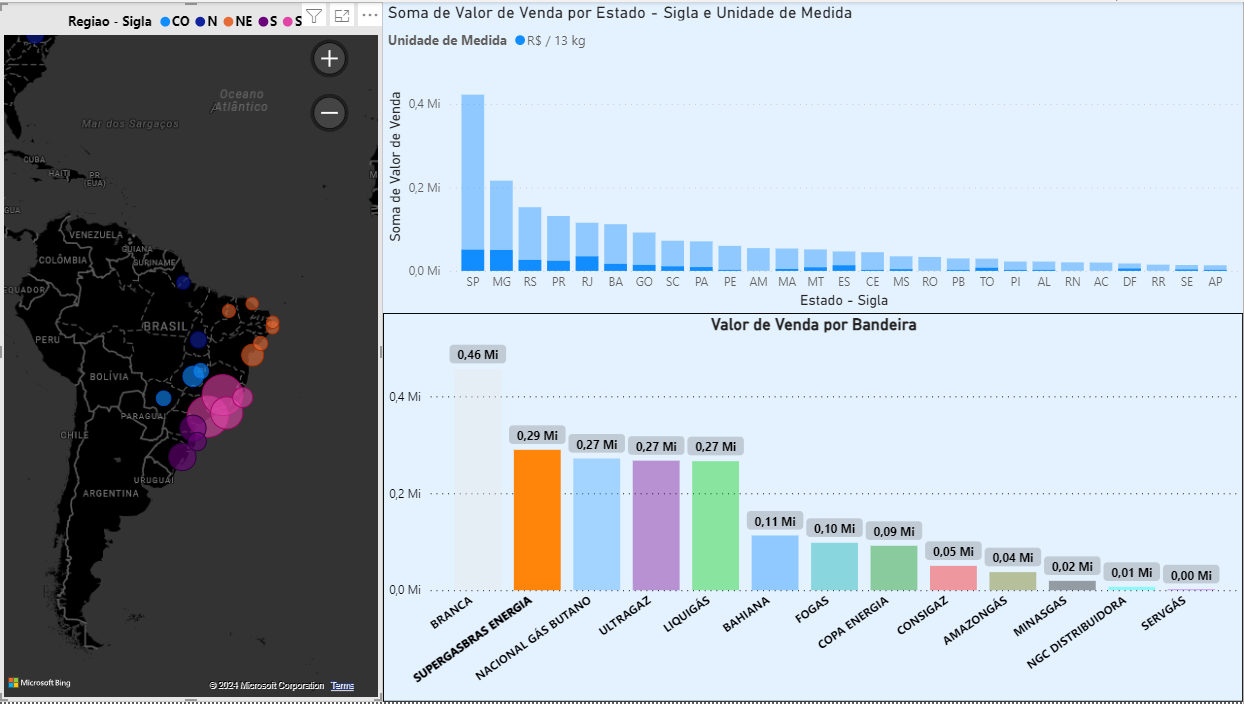 Regiao - Sigla CO N NE S S
Oceano
Atlântico
Mar dos Sargaços
CUBA
HAITI
PR
(EUA)
GUA
M
VENEZUELA
GUIANA
SURINAME
COLÔMBIA
EQUADOR
BRASIL
PERU
BOLÍVIA
PARAGUAI
CHILE
URUGUAI
ARGENTINA
Microsoft Bing
© 2024 Microsoft Corporation Terms
Soma de Valor de Venda por Estado - Sigla e Unidade de Medida
Unidade de Medida R$ / 13 kg
Soma de Valor de Venda
0,4 Mi
0,2 Mi
0,0 Mi
SP MG RS PR RJ BA GO SC PA PE AM MA MT ES CE MS RO PB TO PI AL RN AC DF RR SE AP
Estado - Sigla
Valor de Venda por Bandeira
0,46 Mi
0,29 Mi 0,27 Mi 0,27 Mi 0,27 Mi
0,11 Mi 0,10 Mi 0,09 Mi 0,05 Mi 0,04 Mi 0,02 Mi 0,01 Mi 0,00 Mi
0,4 Mi
0,2 Mi
0,0 Mi
BRANCA
SUPERGASBRAS ENERGIA
NACIONAL GÁS BUTANO
ULTRAGAZ
LIQUIGÁS
BAHIANA
FOGAS
COPA ENERGIA
CONSIGAZ
AMAZONGÁS
MINASGAS
NGC DISTRIBUIDORA
SERVGÁS